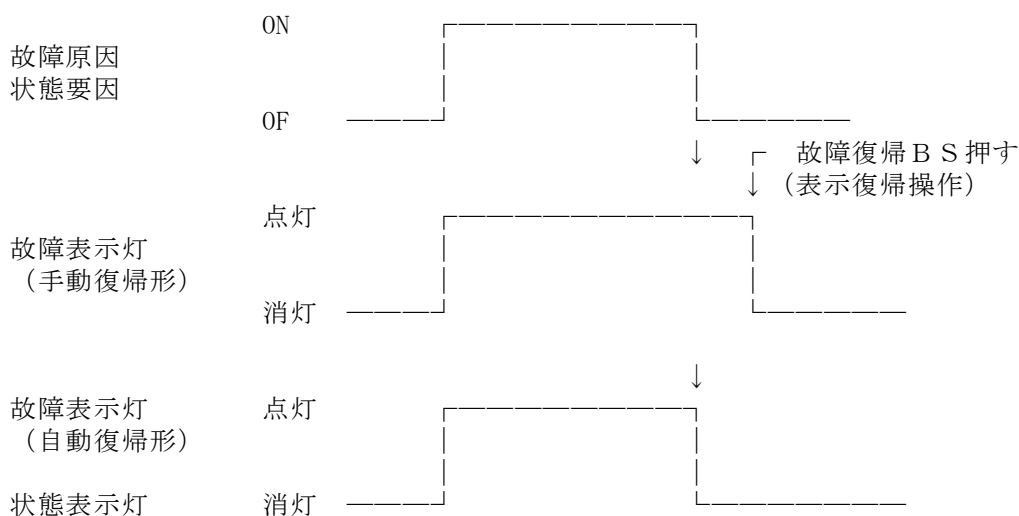 ON
故障原因
状態要因
OF
↓ 故障復帰BS押す
↓(表示復帰操作)
点灯
故障表示灯
(手動復帰形)
消灯
↓
故障表示灯 点灯
(自動復帰形)
状態表示灯 消灯